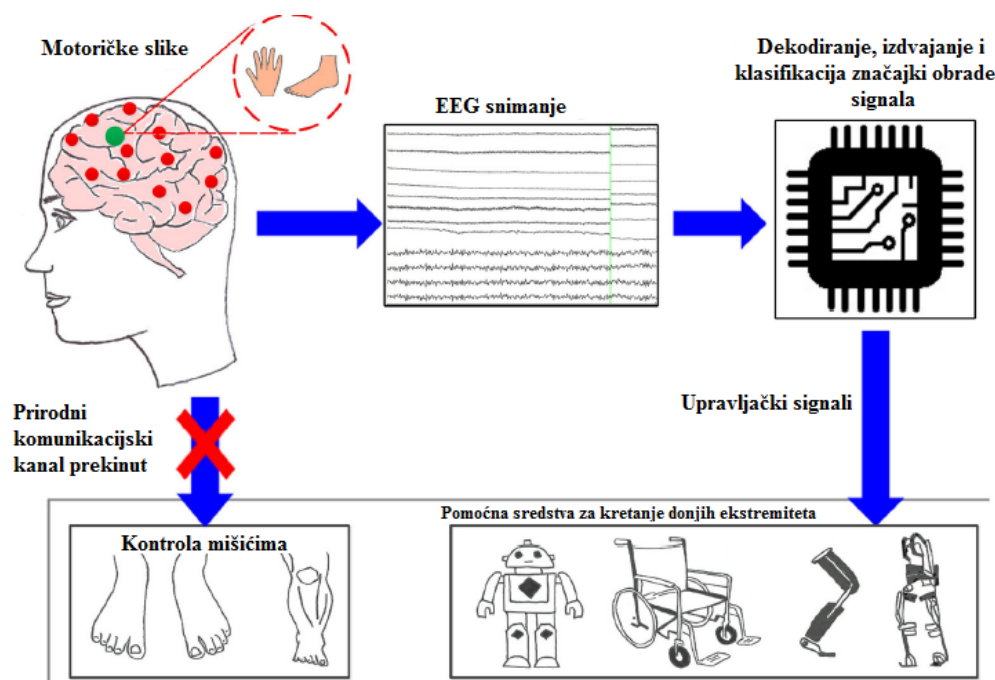 Motoričke slike
EEG snimanje
Dekodiranje, izdvajanje i
klasifikacija značajki obrade
signala
Prirodni
komunikacijski
kanal prekinut
Upravljački signali
Pomoćna sredstva za kretanje donjih ekstremiteta
Kontrola mišićima